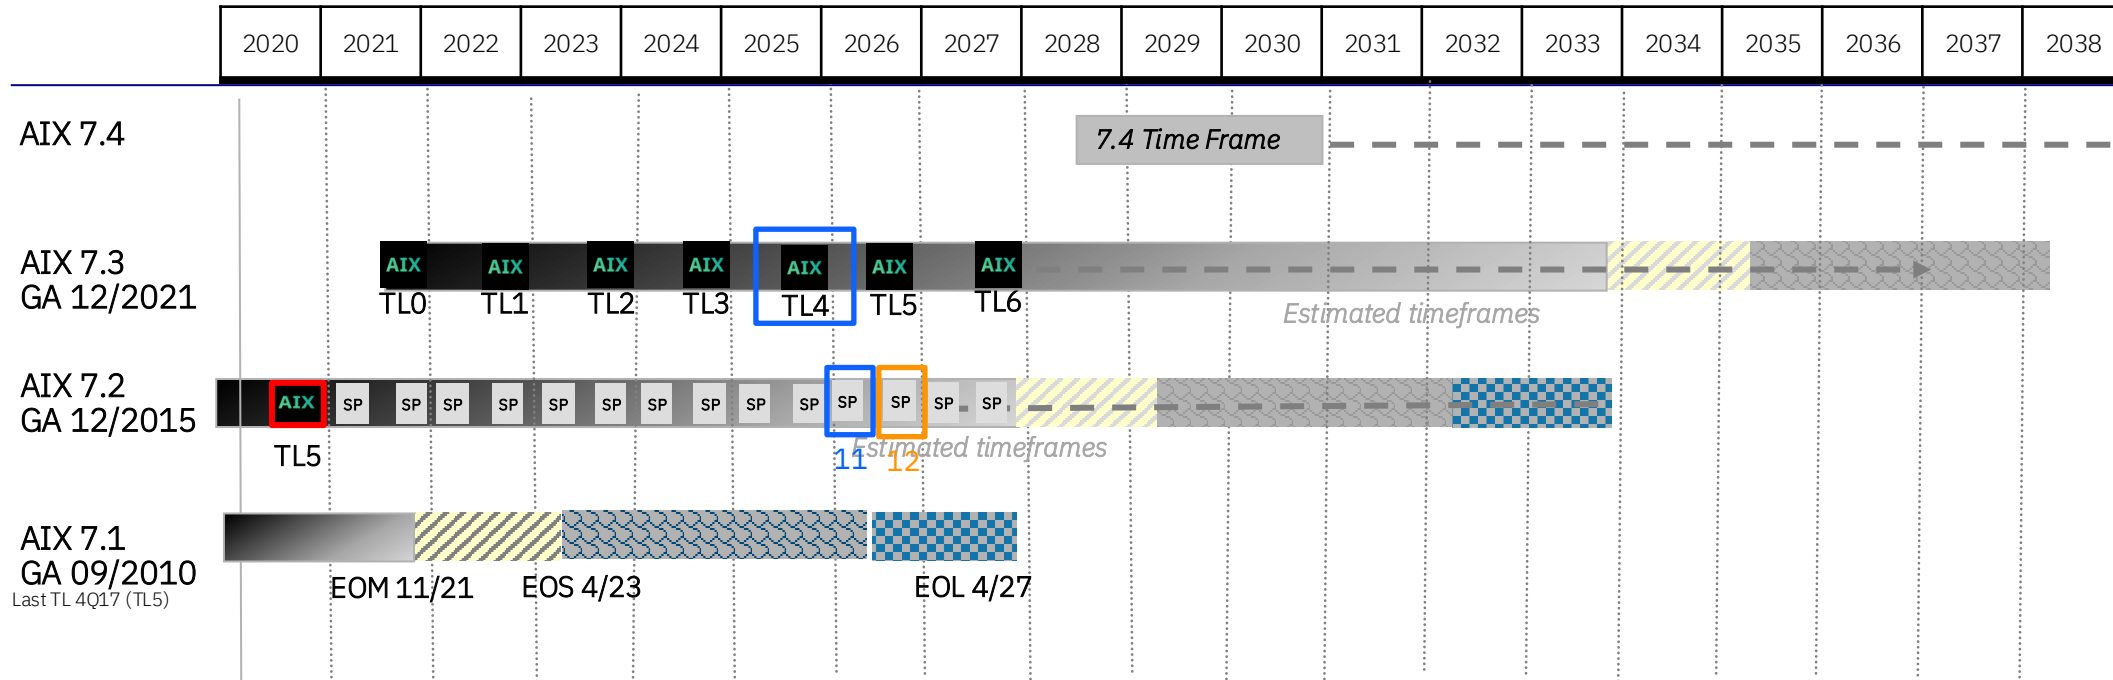 2020 2021 2022 2023 2024 2025 2026 2027 2028 2029 2030 2031 2032 2033 2034 2035 2036 2037 2038
AIX 7.4
7.4 Time Frame
AIX 7.3
GA 12/2021
AIX AIX AIX AIX AIX AIX AIX
TL0 TL1 TL2 TL3 TL4 TL5 TL6
Estimated timeframes
AIX 7.2
GA 12/2015
AIX SP SP SP SP SP SP SP SP SP SP SP SP SP SP
TL5
11 12
Estimated timeframes
AIX 7.1
GA 09/2010
Last TL 4Q17 (TL5)
EOM 11/21 EOS 4/23 EOL 4/27